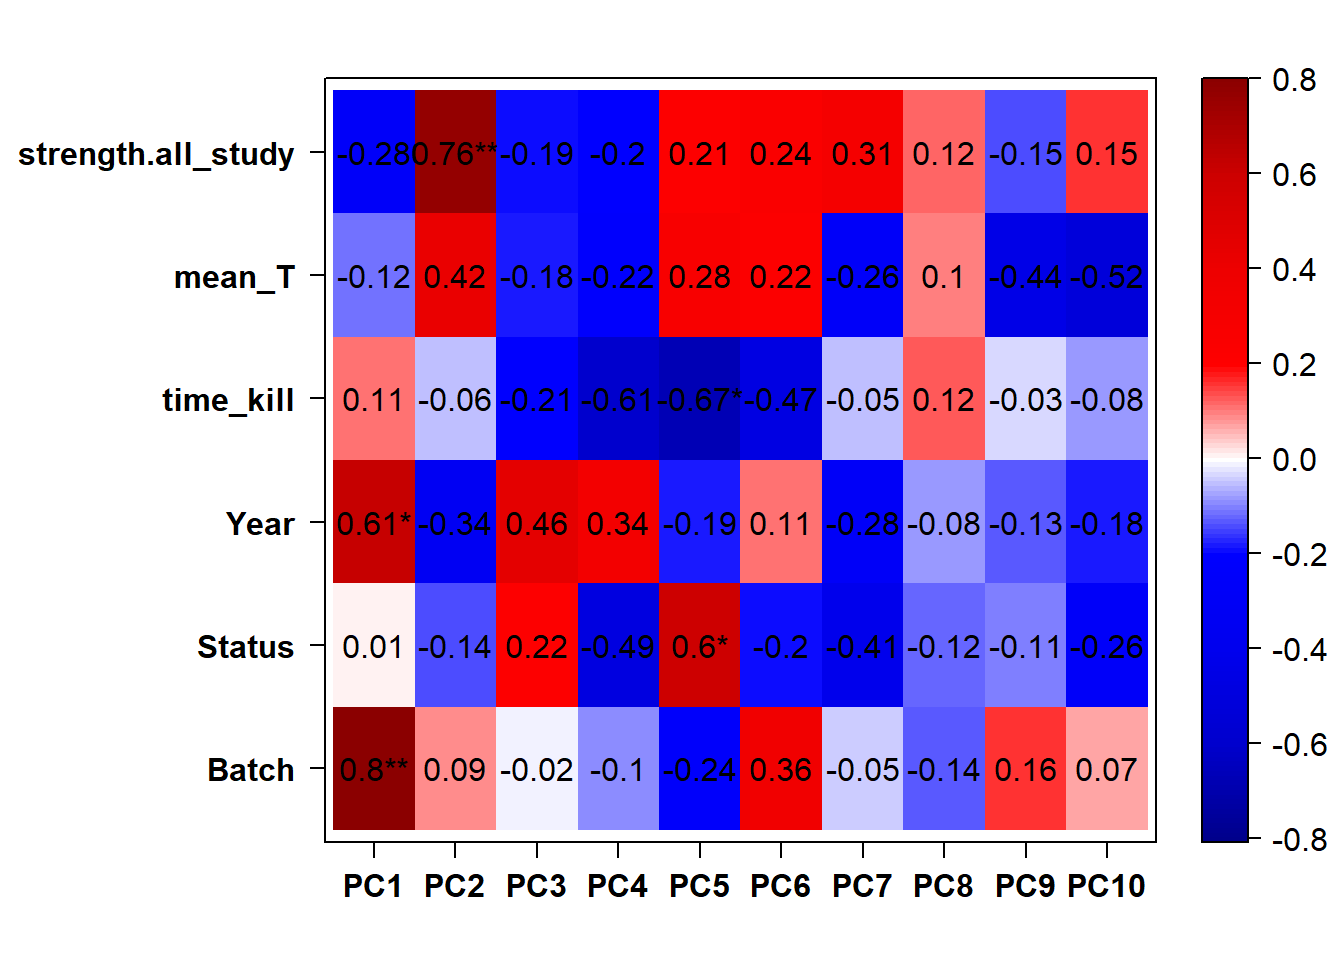 strength.all_study -0.28 0.76** -0.19 -0.2 0.21 0.24 0.31 0.12 -0.15 0.15
mean_T -0.12 0.42 -0.18 -0.22 0.28 0.22 -0.26 0.1 -0.44 -0.52
time_kill 0.11 -0.06 -0.21 -0.61 -0.67* -0.47 -0.05 0.12 -0.03 -0.08
Year 0.61* -0.34 0.46 0.34 -0.19 0.11 -0.28 -0.08 -0.13 -0.18
Status 0.01 -0.14 0.22 -0.49 0.6* -0.2 -0.41 -0.12 -0.11 -0.26
Batch 0.8** 0.09 -0.02 -0.1 -0.24 0.36 -0.05 -0.14 0.16 0.07
PC1 PC2 PC3 PC4 PC5 PC6 PC7 PC8 PC9 PC10
0.8
0.6
0.4
0.2
0.0
-0.2
-0.4
-0.6
-0.8